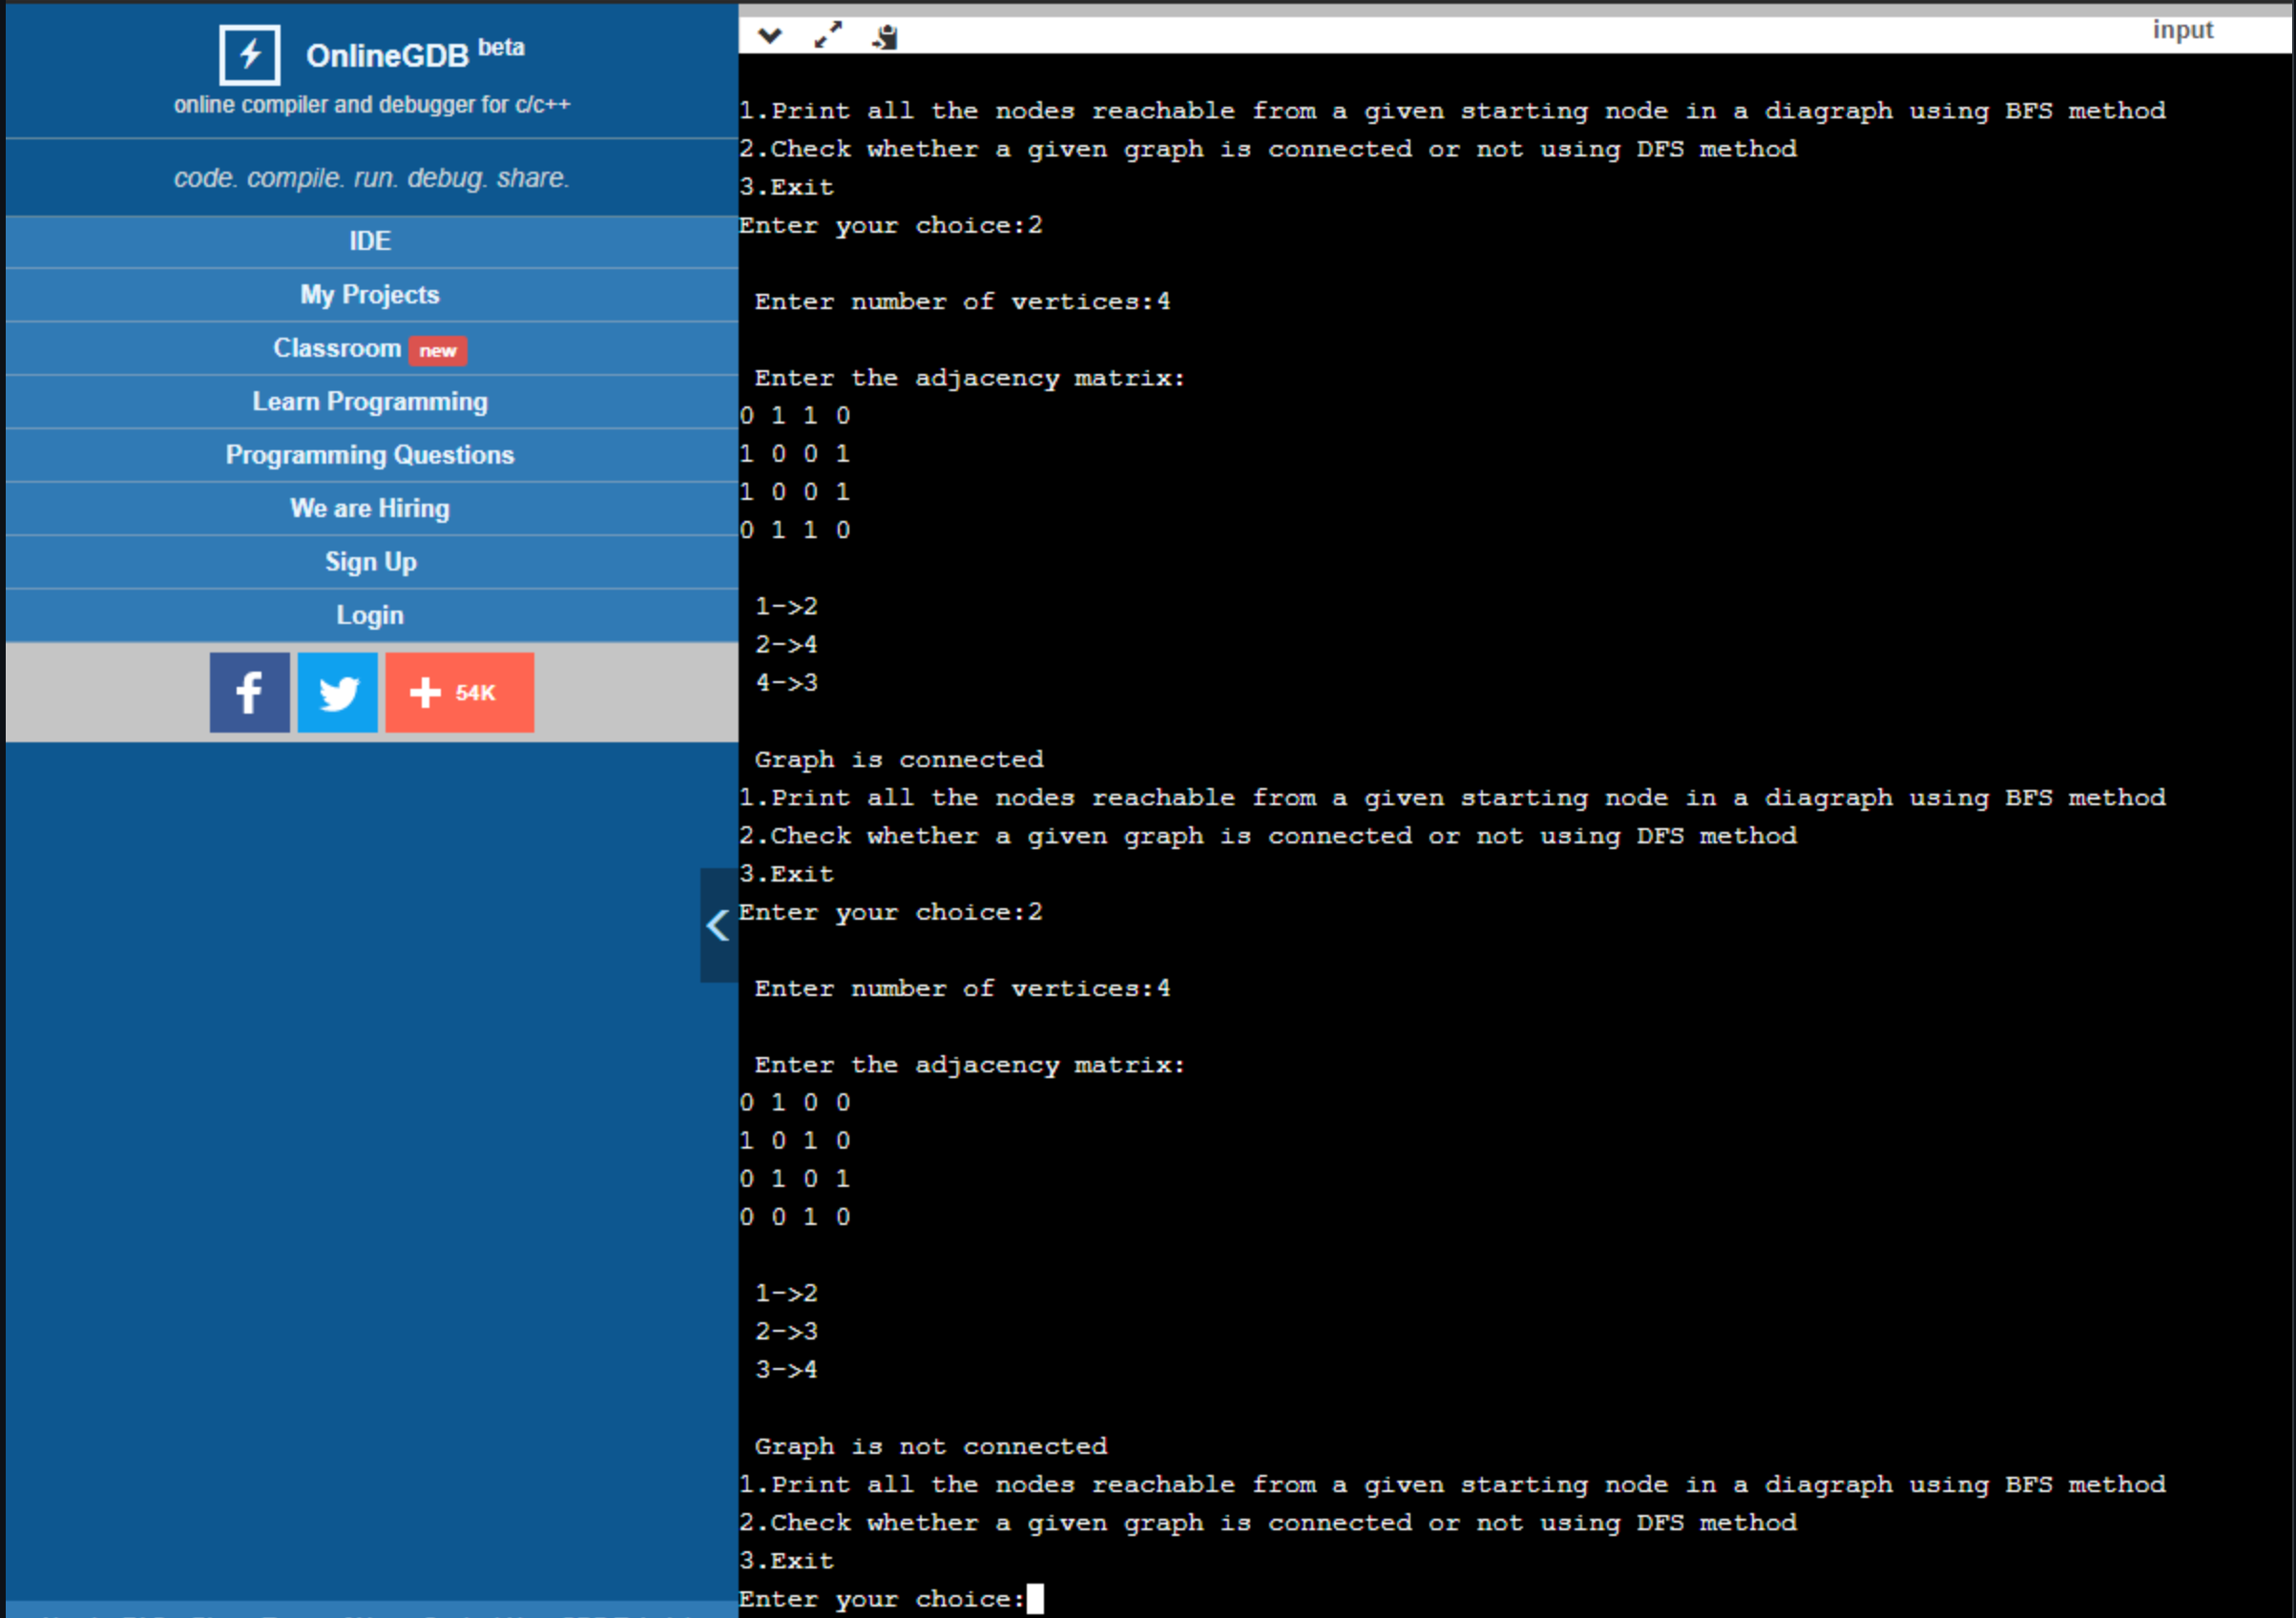 OnlineGDB beta
online compiler and debugger for c/c++
code. compile. run. debug. share.
IDE
My Projects
Classroom new
Learn Programming
Programming Questions
We are Hiring
Sign Up
Login
54K
input
1.Print all the nodes reachable from a given starting node in a diagraph using BFS method
2.Check whether a given graph is connected or not using DFS method
3.Exit
Enter your choice:2
Enter number of vertices:4
Enter the adjacency matrix:
0 1 1 0
1 0 0 1
1 0 0 1
0 1 1 0
1->2
2->4
4->3
Graph is connected
1.Print all the nodes reachable from a given starting node in a diagraph using BFS method
2.Check whether a given graph is connected or not using DFS method
3.Exit
Enter your choice:2
Enter number of vertices:4
Enter the adjacency matrix:
0 1 0 0
1 0 1 0
0 1 0 1
0 0 1 0
1->2
2->3
3->4
Graph is not connected
1.Print all the nodes reachable from a given starting node in a diagraph using BFS method
2.Check whether a given graph is connected or not using DFS method
3.Exit
Enter your choice: